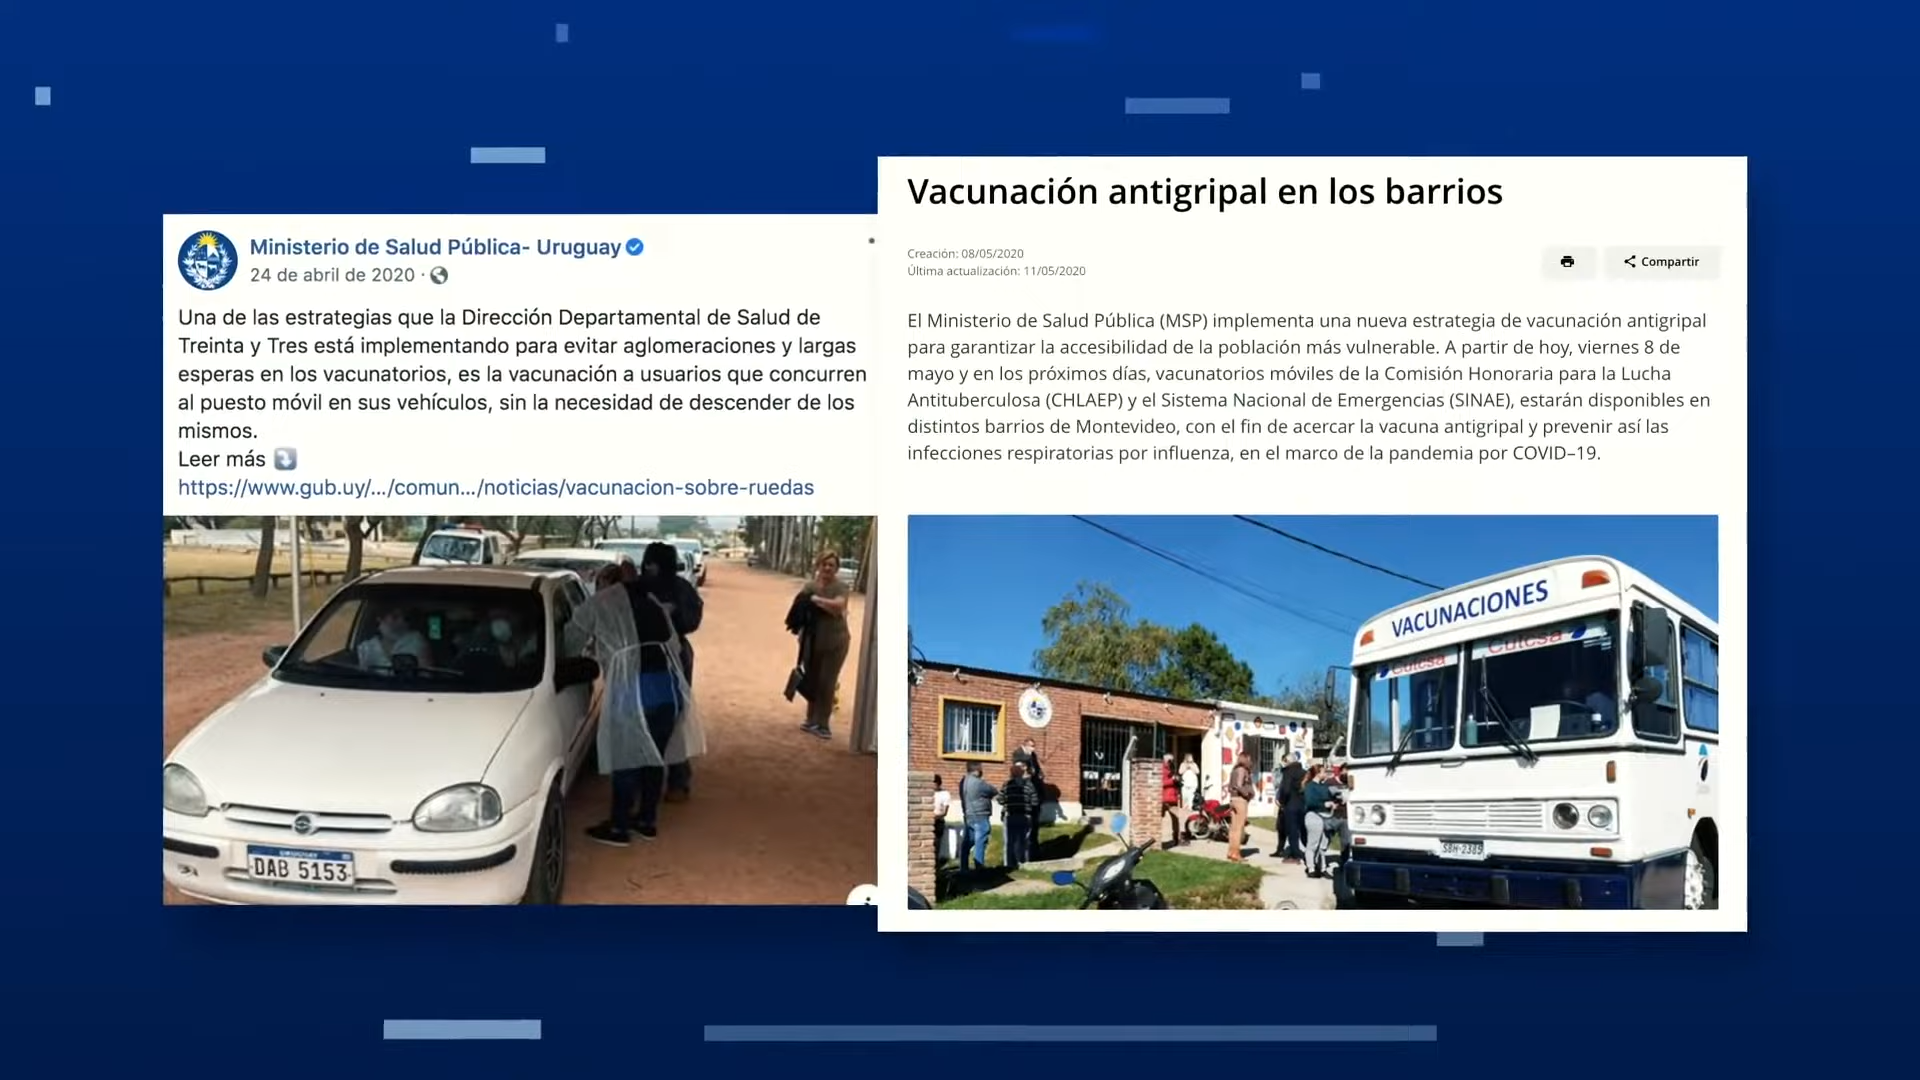 Ministerio de Salud Pública- Uruguay
24 de abril de 2020 ·
Una de las estrategias que la Dirección Departamental de Salud de
Treinta y Tres está implementando para evitar aglomeraciones y largas
esperas en los vacunatorios, es la vacunación a usuarios que concurren
al puesto móvil en sus vehículos, sin la necesidad de descender de los
mismos.
Leer más
https://www.gub.uy/.../comun.../noticias/vacunacion-sobre-ruedas
URUGUAY
DAB 5153
Vacunación antigripal en los barrios
Creación: 08/05/2020
Última actualización: 11/05/2020
Compartir
El Ministerio de Salud Pública (MSP) implementa una nueva estrategia de vacunación antigripal
para garantizar la accesibilidad de la población más vulnerable. A partir de hoy, viernes 8 de
mayo y en los próximos días, vacunatorios móviles de la Comisión Honoraria para la Lucha
Antituberculosa (CHLAEP) y el Sistema Nacional de Emergencias (SINAE), estarán disponibles en
distintos barrios de Montevideo, con el fin de acercar la vacuna antigripal y prevenir así las
infecciones respiratorias por influenza, en el marco de la pandemia por COVID–19.
VACUNACIONES
Cutcsa
Cutcsa
SBH-2389